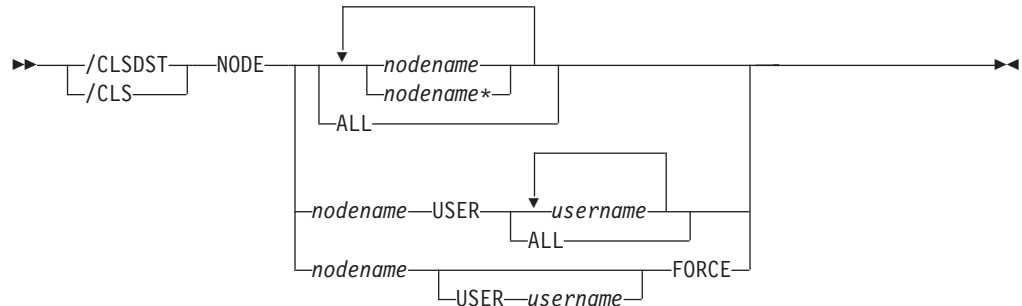 /CLSDST NODE nodename
/CLS nodename*
ALL
nodename USER username
ALL
nodename FORCE
USER username